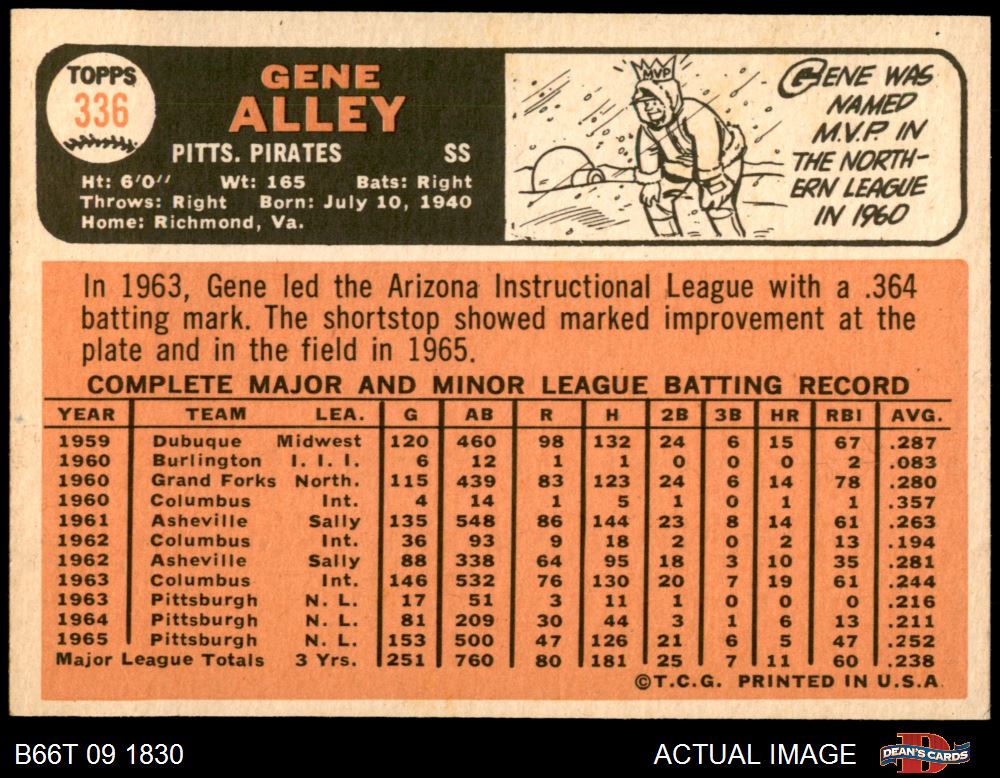 TOPPS
336
GENE
ALLEY
PITTS. PIRATES SS
Ht: 6'0" Wt: 165 Bats: Right
Throws: Right Born: July 10, 1940
Home: Richmond, Va.
MVP
GENE WAS
NAMED
M.V.P. IN
THE NORTH-
ERN LEAGUE
IN 1960
In 1963, Gene led the Arizona Instructional League with a .364
batting mark. The shortstop showed marked improvement at the
plate and in the field in 1965.
COMPLETE MAJOR AND MINOR LEAGUE BATTING RECORD
YEAR TEAM LEA. G AB R H 2B 3B HR RBI AVG.
1959 Dubuque Midwest 120 460 98 132 24 6 15 67 .287
1960 Burlington I. I. I. 6 12 1 1 0 0 0 2 .083
1960 Grand Forks North. 115 439 83 123 24 6 14 78 .280
1960 Columbus Int. 4 14 1 5 1 0 1 1 .357
1961 Asheville Sally 135 548 86 144 23 8 14 61 .263
1962 Columbus Int. 36 93 9 18 2 0 2 13 .194
1962 Asheville Sally 88 338 64 95 18 3 10 35 .281
1963 Columbus Int. 146 532 76 130 20 7 19 61 .244
1963 Pittsburgh N. L. 17 51 3 11 1 0 0 0 .216
1964 Pittsburgh N. L. 81 209 30 44 3 1 6 13 .211
1965 Pittsburgh N. L. 153 500 47 126 21 6 5 47 .252
Major League Totals 3 Yrs. 251 760 80 181 25 7 11 60 .238
©T.C.G. PRINTED IN U.S.A.
B66T 09 1830
ACTUAL IMAGE
D
DEAN'S CARDS